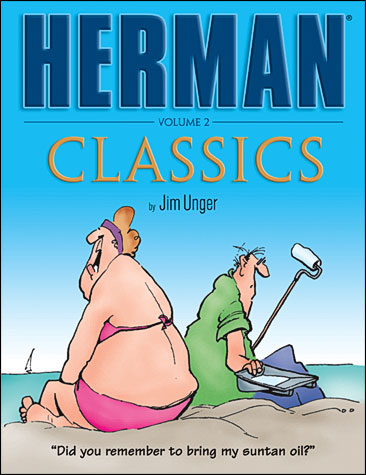 HERMAN®
VOLUME 2
CLASSICS
by Jim Unger
"Did you remember to bring my suntan oil?"